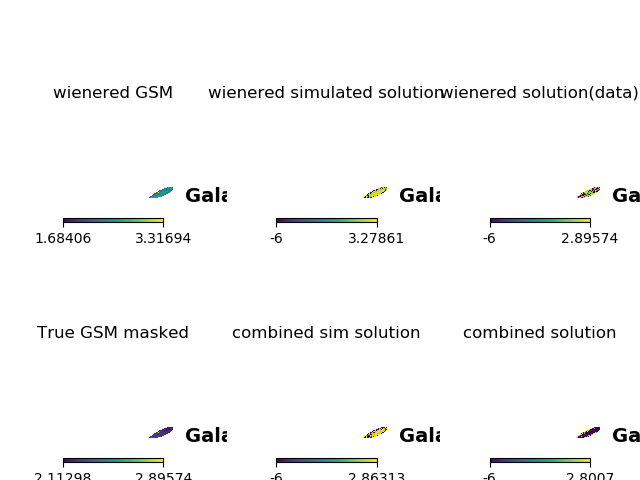 wienered GSM wienered simulated solution wienered solution(data)
Gala Gala Ga
1.68406 3.31694 -6 3.27861 -6 2.89574
True GSM masked combined sim solution combined solution
Gala Gala Ga
2.11298 2.89574 -6 2.86313 -6 2.8007